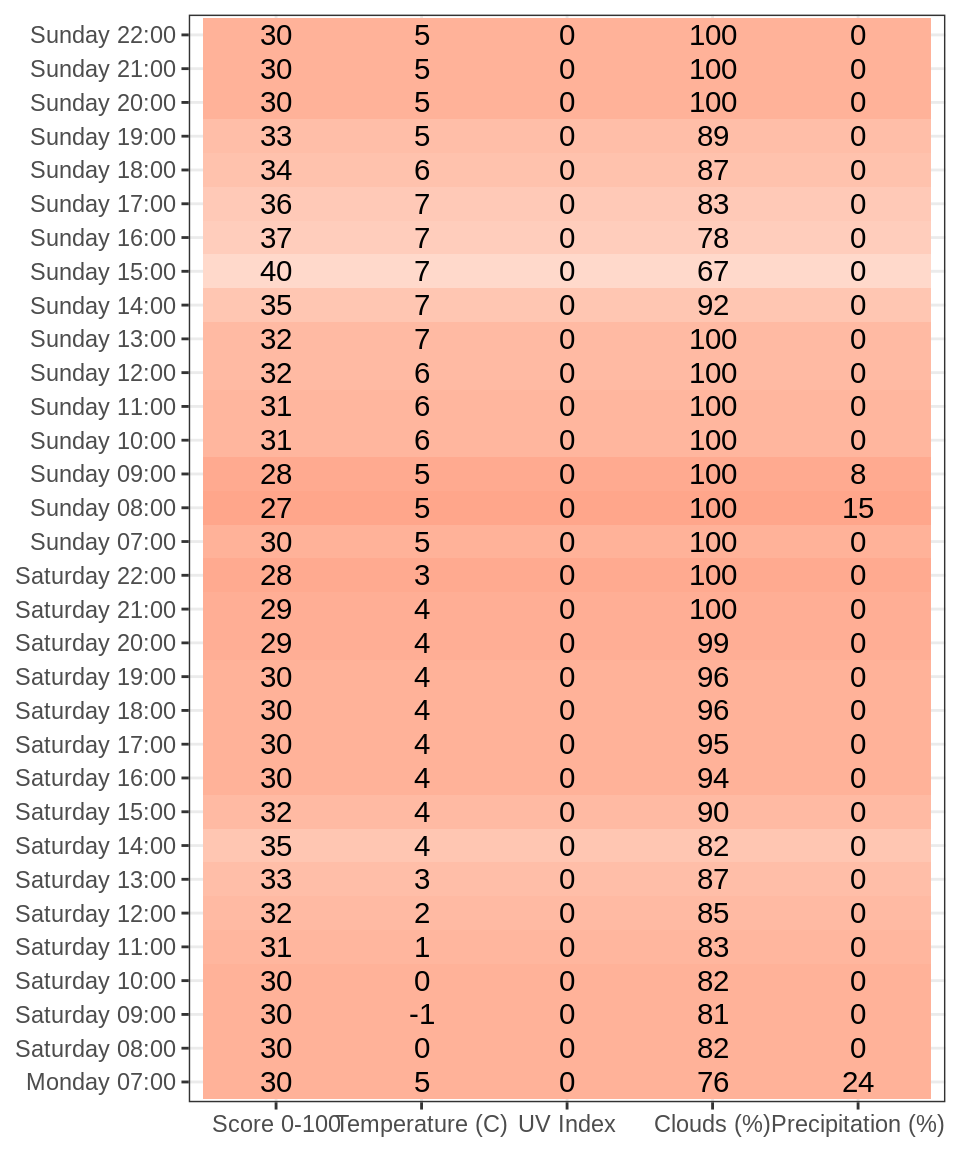 Sunday 22:00 30 5 0 100 0
Sunday 21:00 30 5 0 100 0
Sunday 20:00 30 5 0 100 0
Sunday 19:00 33 5 0 89 0
Sunday 18:00 34 6 0 87 0
Sunday 17:00 36 7 0 83 0
Sunday 16:00 37 7 0 78 0
Sunday 15:00 40 7 0 67 0
Sunday 14:00 35 7 0 92 0
Sunday 13:00 32 7 0 100 0
Sunday 12:00 32 6 0 100 0
Sunday 11:00 31 6 0 100 0
Sunday 10:00 31 6 0 100 0
Sunday 09:00 28 5 0 100 8
Sunday 08:00 27 5 0 100 15
Sunday 07:00 30 5 0 100 0
Saturday 22:00 28 3 0 100 0
Saturday 21:00 29 4 0 100 0
Saturday 20:00 29 4 0 99 0
Saturday 19:00 30 4 0 96 0
Saturday 18:00 30 4 0 96 0
Saturday 17:00 30 4 0 95 0
Saturday 16:00 30 4 0 94 0
Saturday 15:00 32 4 0 90 0
Saturday 14:00 35 4 0 82 0
Saturday 13:00 33 3 0 87 0
Saturday 12:00 32 2 0 85 0
Saturday 11:00 31 1 0 83 0
Saturday 10:00 30 0 0 82 0
Saturday 09:00 30 -1 0 81 0
Saturday 08:00 30 0 0 82 0
Monday 07:00 30 5 0 76 24
Score 0-100 Temperature (C) UV Index Clouds (%) Precipitation (%)